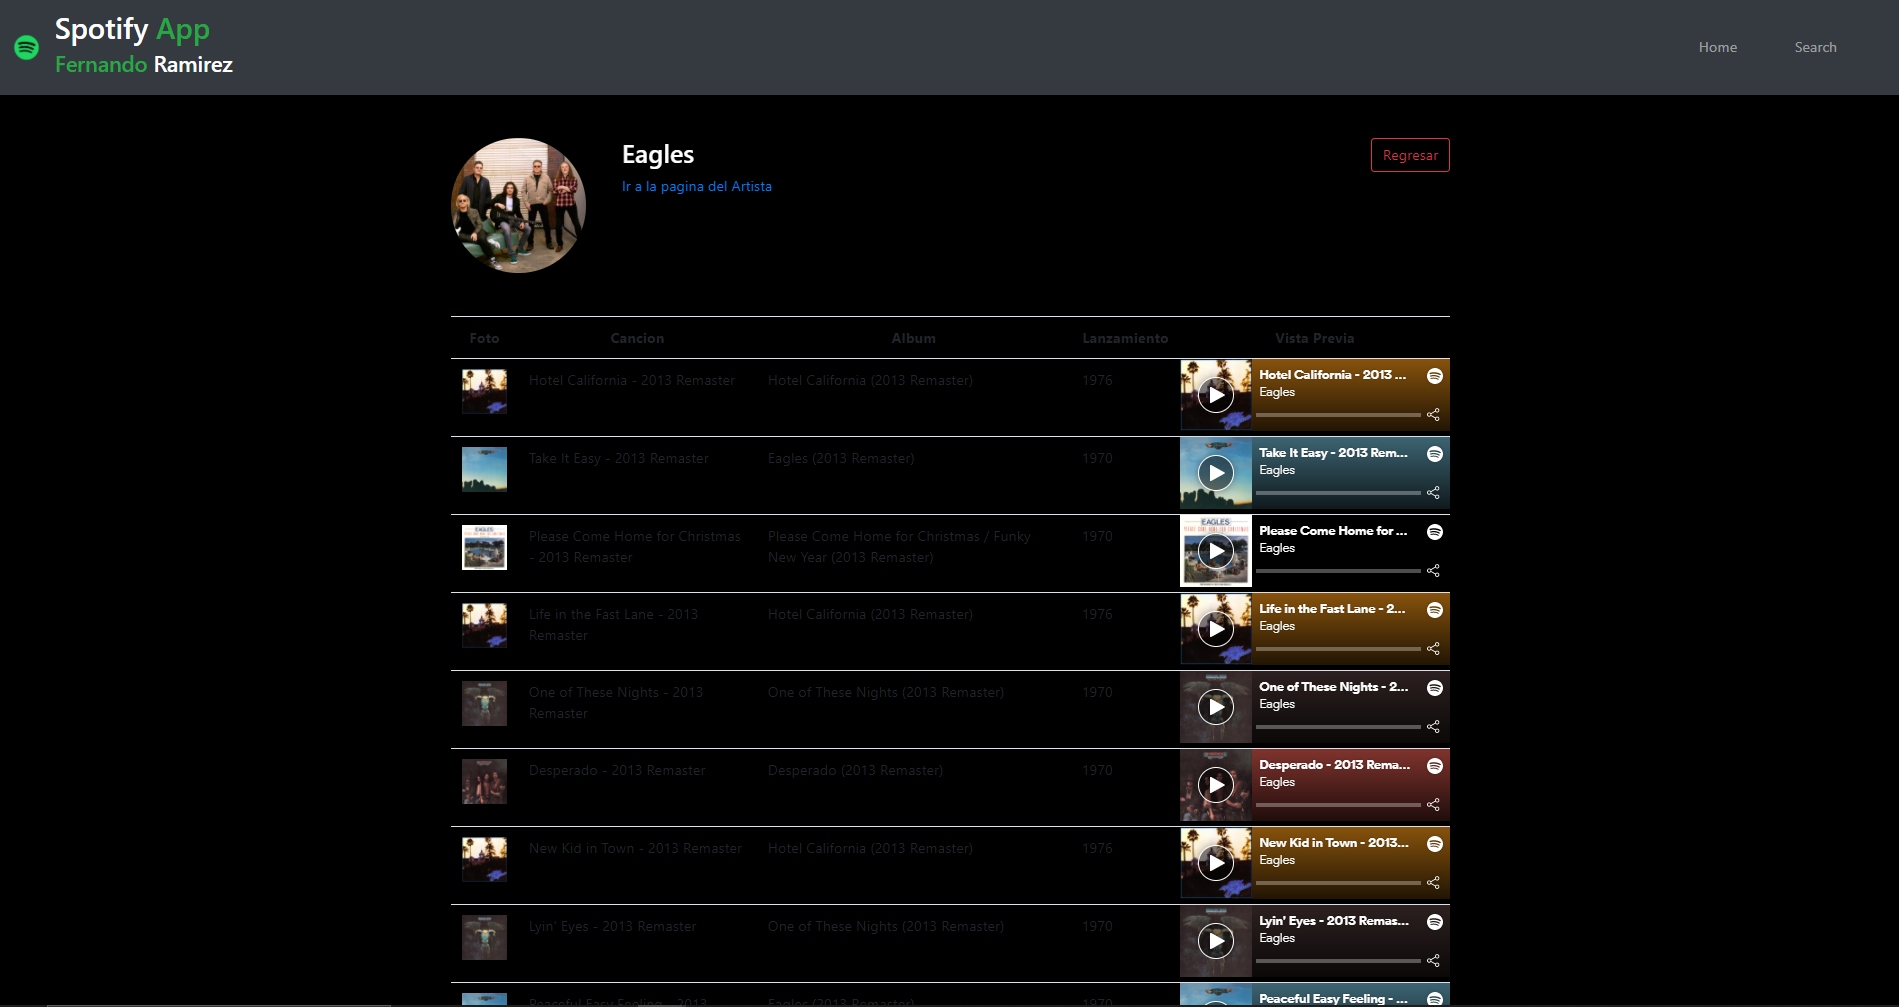 Spotify App
Fernando Ramirez
Home Search
Eagles
Regresar
Ir a la pagina del Artista
Foto Cancion Album Lanzamiento Vista Previa
Hotel California - 2013 Remaster Hotel California (2013 Remaster) 1976 Hotel California - 2013 ...
Eagles
Take It Easy - 2013 Remaster Eagles (2013 Remaster) 1970 Take It Easy - 2013 Rem...
Eagles
EAGLES
Please Come Home for Christmas Please Come Home for Christmas / Funky 1970 Please Come Home for ...
- 2013 Remaster New Year (2013 Remaster) Eagles
Life in the Fast Lane - 2013 Hotel California (2013 Remaster) 1976 Life in the Fast Lane - 2...
Remaster Eagles
One of These Nights - 2013 One of These Nights (2013 Remaster) 1970 One of These Nights - 2...
Remaster Eagles
Desperado - 2013 Remaster Desperado (2013 Remaster) 1970 Desperado - 2013 Rema...
Eagles
New Kid in Town - 2013 Remaster Hotel California (2013 Remaster) 1976 New Kid in Town - 2013...
Eagles
Lyin' Eyes - 2013 Remaster One of These Nights (2013 Remaster) 1970 Lyin' Eyes - 2013 Remas...
Eagles
Peaceful Easy Feeling - 2013 Eagles (2013 Remaster) 1970 Peaceful Easy Feeling - ...